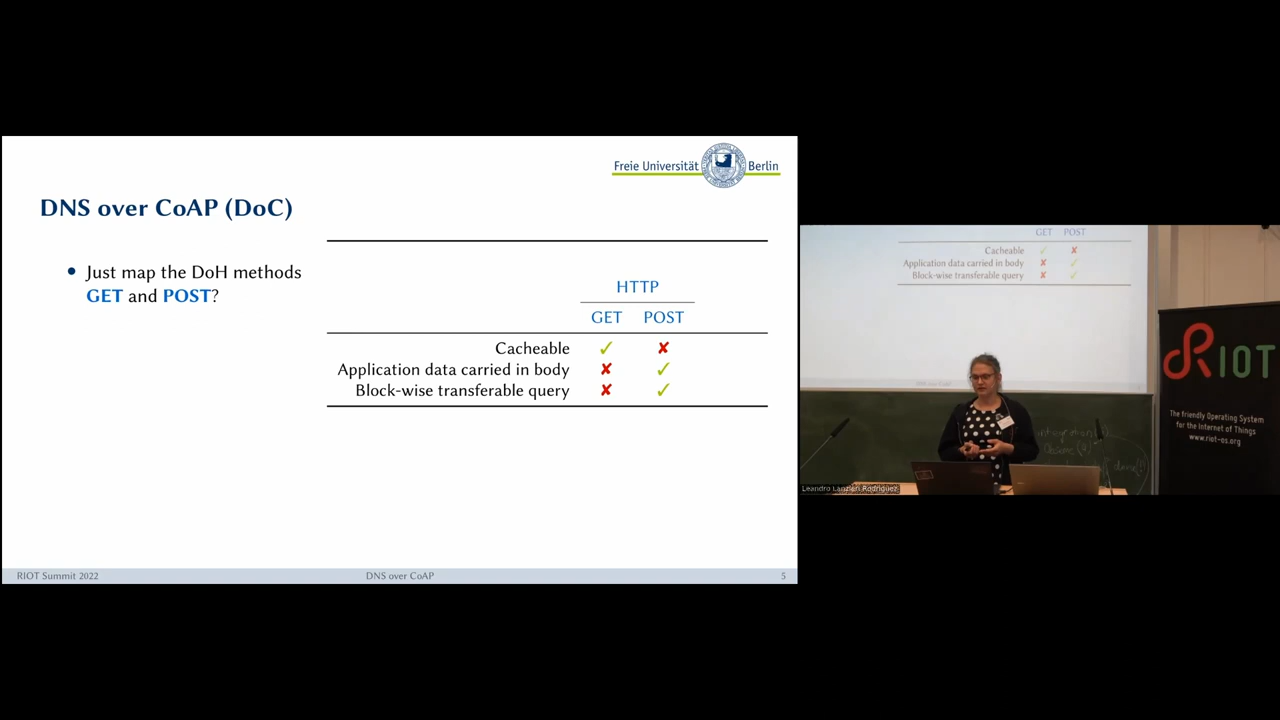 Freie Universität Berlin
DNS over CoAP (DoC)
• Just map the DoH methods
GET and POST?
HTTP
GET POST
Cacheable ✓ ✘
Application data carried in body ✘ ✓
Block-wise transferable query ✘ ✓
RIOT Summit 2022 DNS over CoAP 5
GET POST
Cacheable ✓ ✘
Application data carried in body ✘ ✓
Block-wise transferable query ✘ ✓
RIOT
The friendly Operating System
for the Internet of Things
www.riot-os.org
Leandro Lanzieri Rodriguez